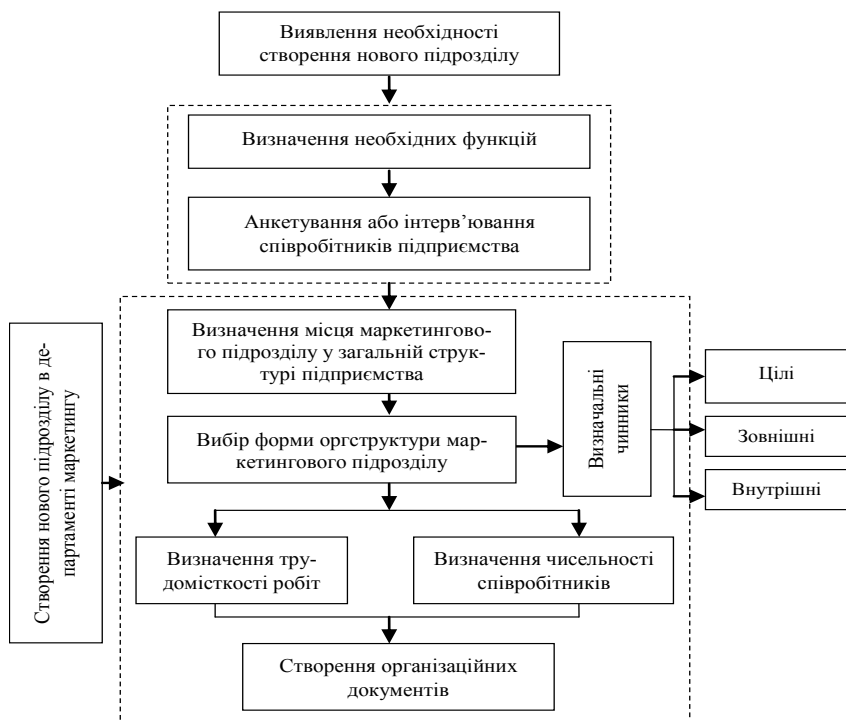 Виявлення необхідності
створення нового підрозділу
Визначення необхідних функцій
Анкетування або інтерв’ювання
співробітників підприємства
Створення нового підрозділу в де-
партаменті маркетингу
Визначення місця маркетингово-
го підрозділу у загальній струк-
турі підприємства
Вибір форми оргструктури мар-
кетингового підрозділу
Визначальні
чинники
Цілі
Зовнішні
Внутрішні
Визначення тру-
домісткості робіт
Визначення чисельності
співробітників
Створення організаційних
документів